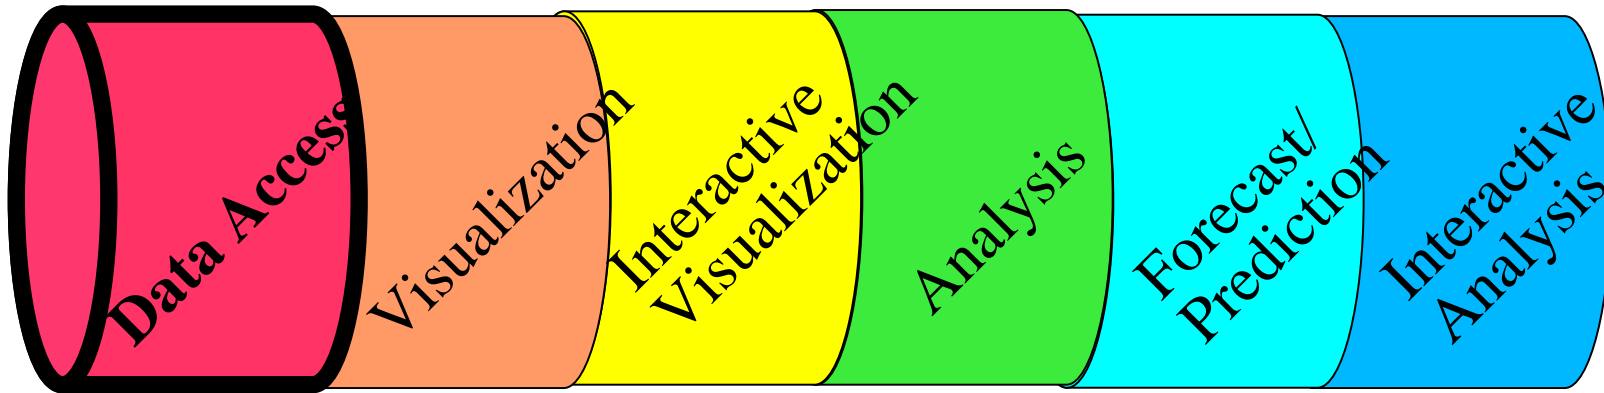 Data Access
Visualization
Interactive
Visualization
Analysis
Forecast/
Prediction
Interactive
Analysis